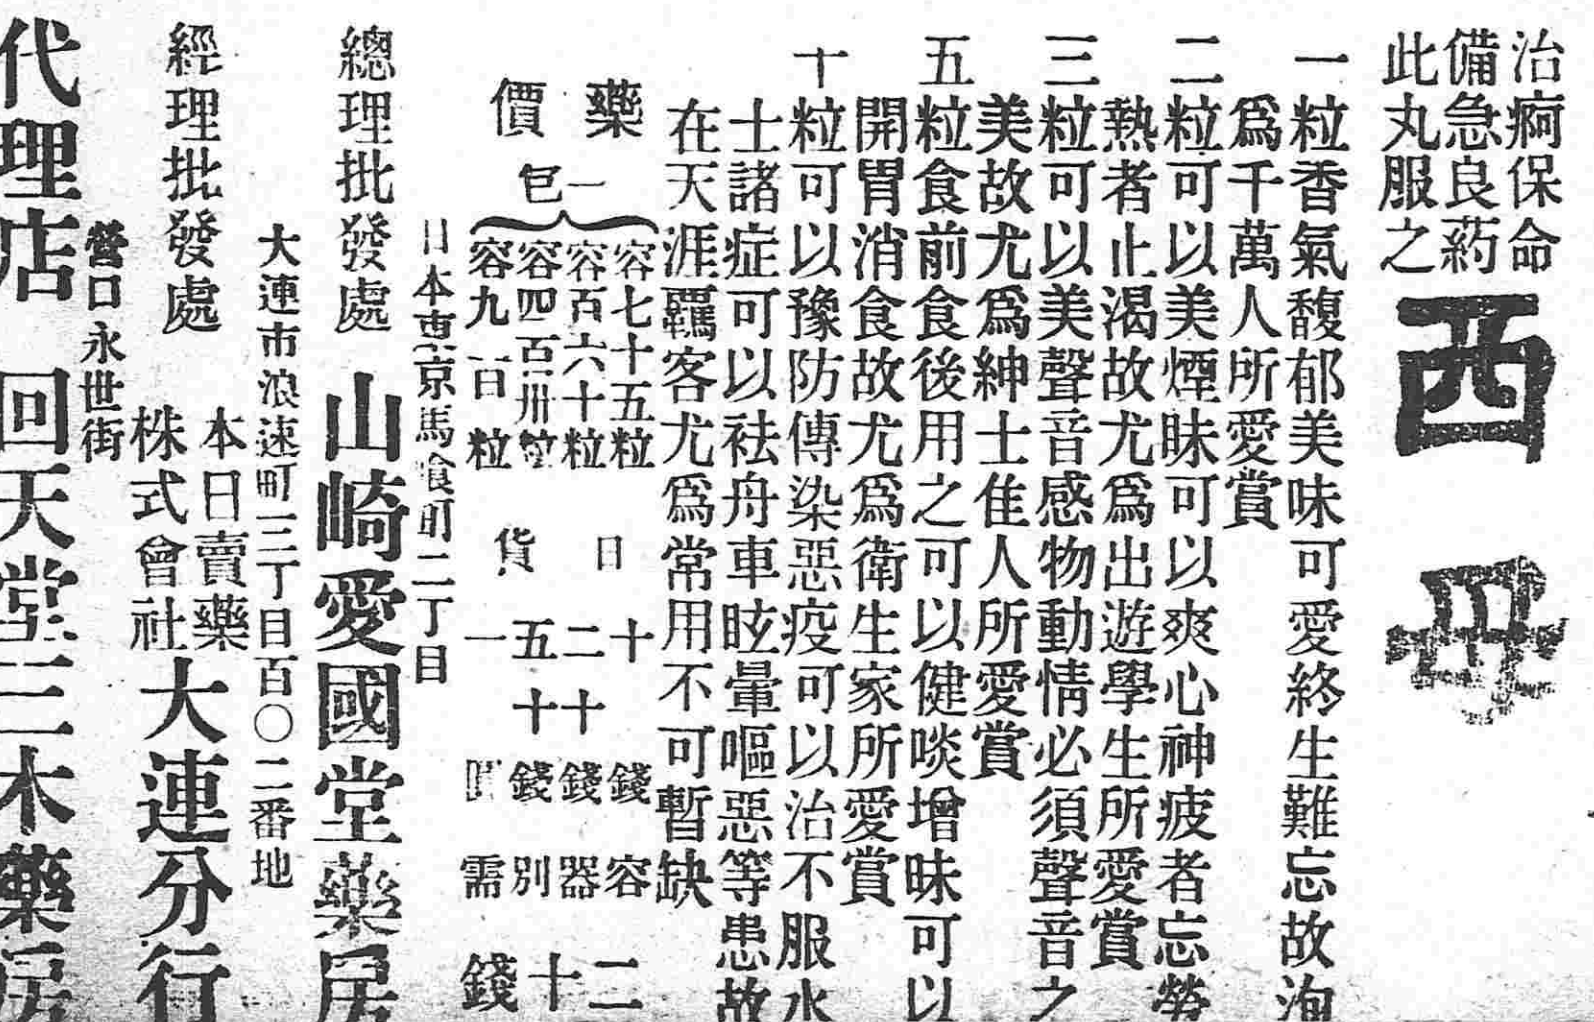 治痾保命
備急良葯
此丸服之
西母
一粒香氣馥郁美味可愛終生難忘故洵
為千萬人所愛賞
二粒可以美煙昧可以爽心神疲者忘勞
熱者止渴故尤爲出遊學生所愛賞
三粒可以美聲音感物動情必須聲音之
美故尤爲紳士佳人所愛賞
五粒食前食後用之可以健啖增昧可以
開胃消食故尤爲衛生家所愛賞
十粒可以豫防傳染惡疫可以治不服水
土諸症可以祛舟車眩暈嘔惡等患故
在天涯羈客尤爲常用不可暫缺
藥價
一包
容七十五粒
容百六十粒
容四百卅粒
容九百粒
日貨
十錢
二十錢
五十錢
一
容器別需
二十錢
日本東京馬喰町二丁目
總理批發處 山崎愛國堂藥房
大連市浪速町三丁目百〇二番地
經理批發處 本日賣藥株式會社大連分行
營口永世街
代理店 回天堂三木藥房